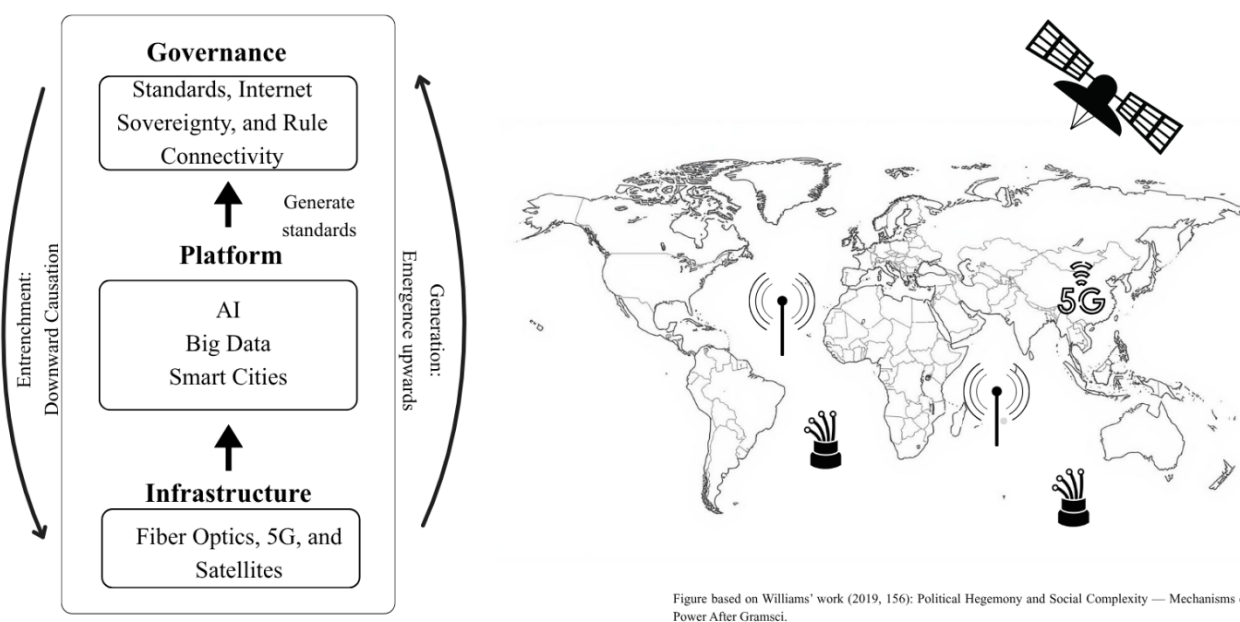 Governance
Standards, Internet
Sovereignty, and Rule
Connectivity
Generate
standards
Platform
AI
Big Data
Smart Cities
Infrastructure
Fiber Optics, 5G, and
Satellites
Entrenchment:
Downward Causation
Generation:
Emergence upwards
5G
Figure based on Williams’ work (2019, 156): Political Hegemony and Social Complexity — Mechanisms
Power After Gramsci.